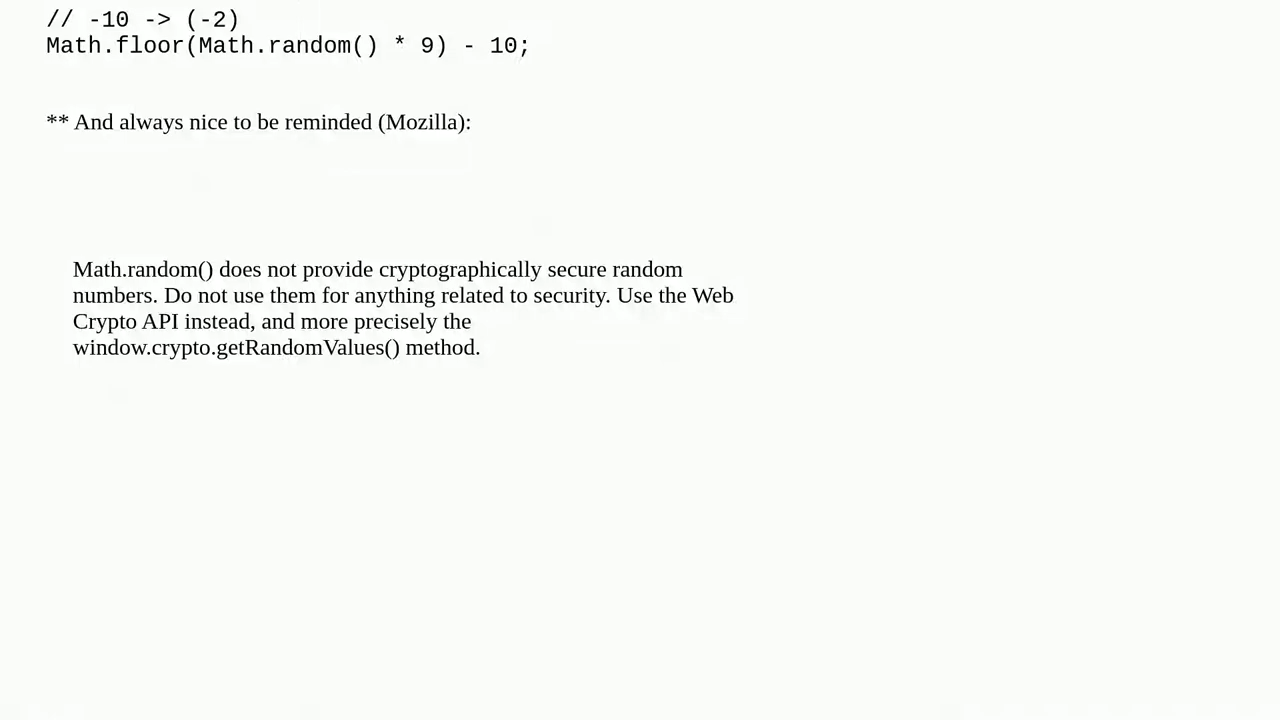 // -10 -> (-2)
Math.floor(Math.random() * 9) - 10;
** And always nice to be reminded (Mozilla):
Math.random() does not provide cryptographically secure random
numbers. Do not use them for anything related to security. Use the Web
Crypto API instead, and more precisely the
window.crypto.getRandomValues() method.